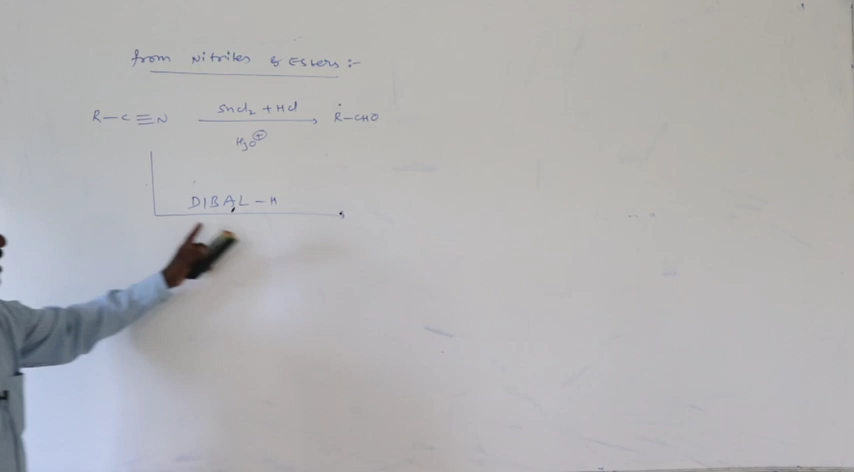 from Nitriles & Esters :-
R–C≡N SnCl₂ + HCl R–CHO
H₃O⊕
DIBAL–H